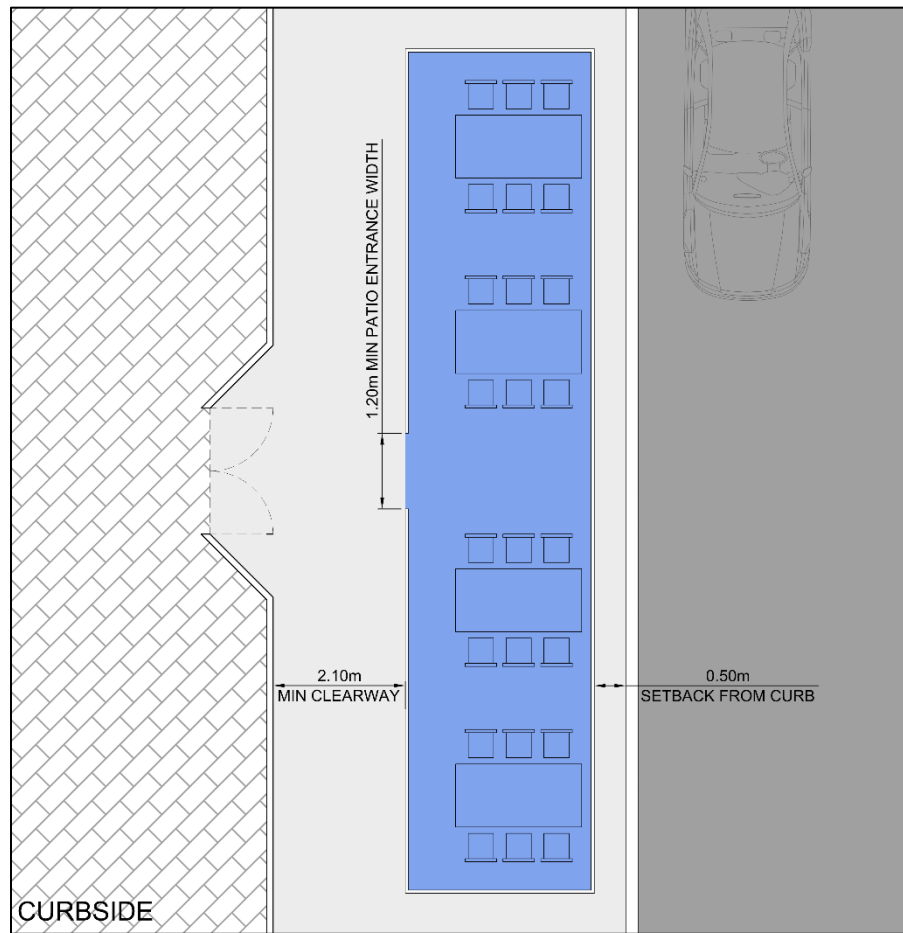 1.20m MIN PATIO ENTRANCE WIDTH
2.10m
MIN CLEARWAY
0.50m
SETBACK FROM CURB
CURBSIDE